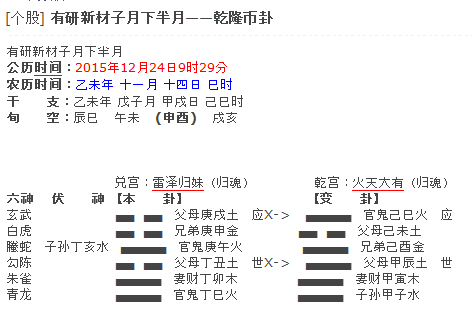 [个股] 有研新材子月下半月——乾隆币卦
有研新材子月下半月
公历时间：2015年12月24日9时29分
农历时间：乙未年 十一月 十四日 巳时
干　支：乙未年 戊子月 甲戌日 己巳时
旬　空：辰巳 午未 (申酉) 戌亥
兑宫：雷泽归妹 (归魂) 乾宫：火天大有 (归魂)
六神 伏 神 【本 卦】 【变 卦】
玄武 父母庚戌土 应X-> 官鬼己巳火 应
白虎 兄弟庚申金 父母己未土
螣蛇 子孙丁亥水 官鬼庚午火 兄弟己酉金
勾陈 父母丁丑土 世X-> 父母甲辰土 世
朱雀 妻财丁卯木 妻财甲寅木
青龙 官鬼丁巳火 子孙甲子水